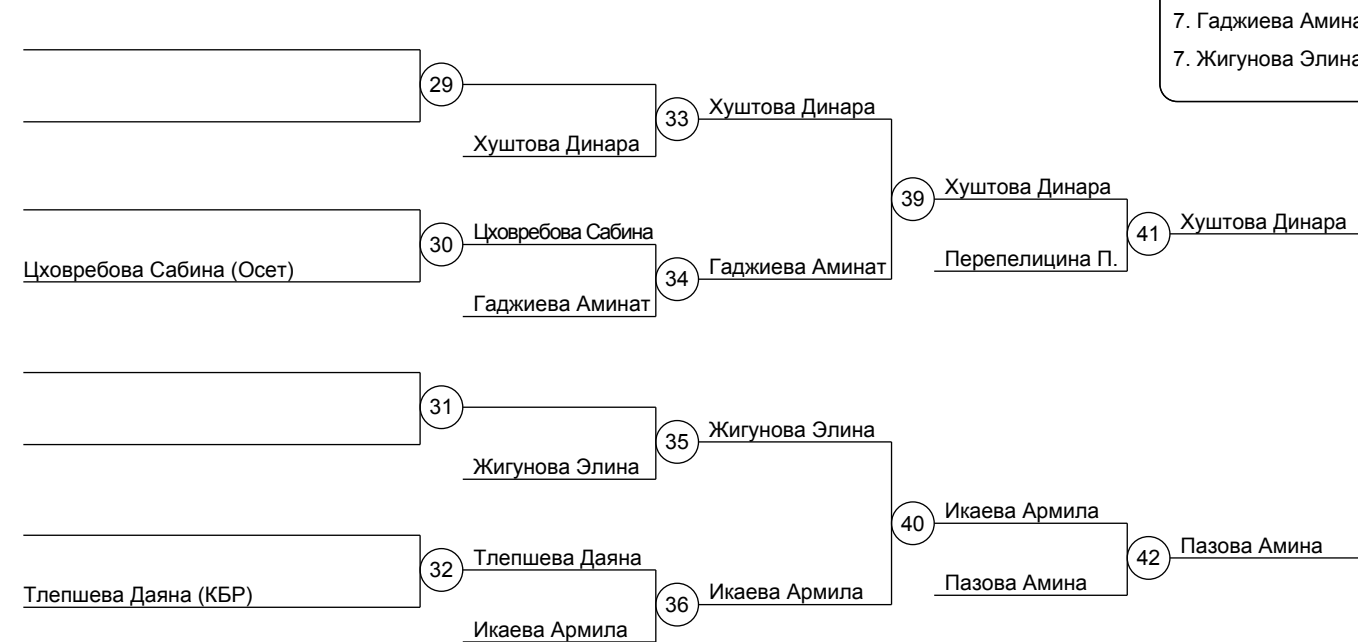 7. Гаджиева Амина
7. Жигунова Элина
29
33
Хуштова Динара
Хуштова Динара
39
Хуштова Динара
41
Хуштова Динара
30
Цховребова Сабина
Цховребова Сабина (Осет)
34
Гаджиева Аминат
Перепелицина П.
Гаджиева Аминат
31
35
Жигунова Элина
Жигунова Элина
40
Икаева Армила
42
Пазова Амина
32
Тлепшева Даяна
Тлепшева Даяна (КБР)
36
Икаева Армила
Пазова Амина
Икаева Армила